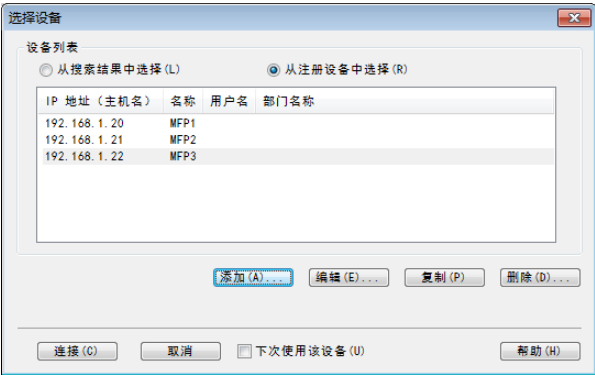 选择设备
设备列表
从搜索结果中选择(L) 从注册设备中选择(R)
IP 地址（主机名） 名称 用户名 部门名称
192.168.1.20 MFP1
192.168.1.21 MFP2
192.168.1.22 MFP3
添加(A)... 编辑(E)... 复制(P) 删除(D)...
连接(C) 取消 下次使用该设备(U) 帮助(H)